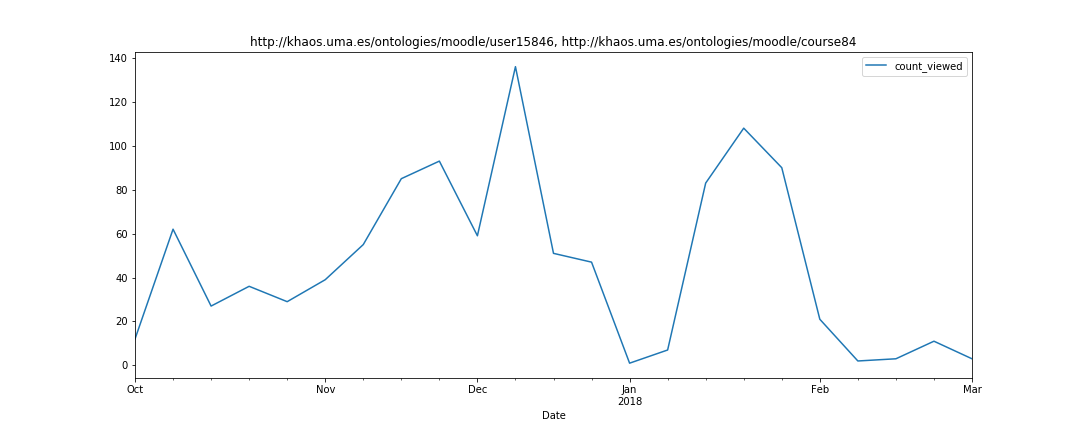 http://khaos.uma.es/ontologies/moodle/user15846, http://khaos.uma.es/ontologies/moodle/course84
count_viewed
140
120
100
80
60
40
20
0
Oct Nov Dec Jan Feb Mar
2018
Date